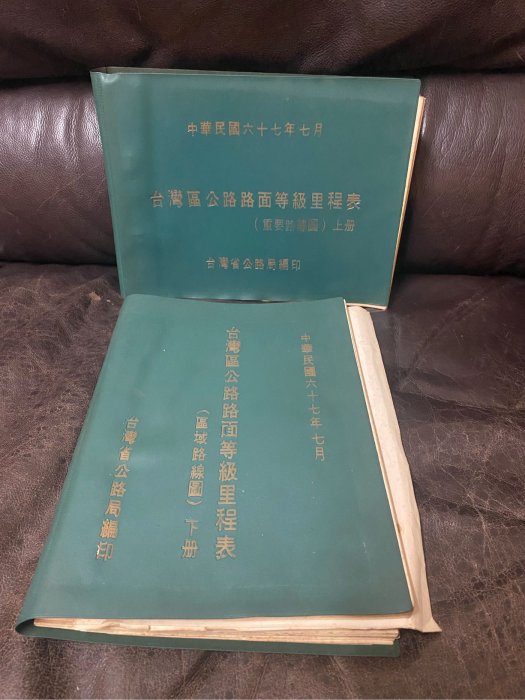 中華民國六十七年七月
台灣區公路路面等級里程表
(重要路線圖)上册
台灣省公路局編印
中華民國六十七年七月
台灣區公路路面等級里程表
(區域路線圖)下册
台灣省公路局編印